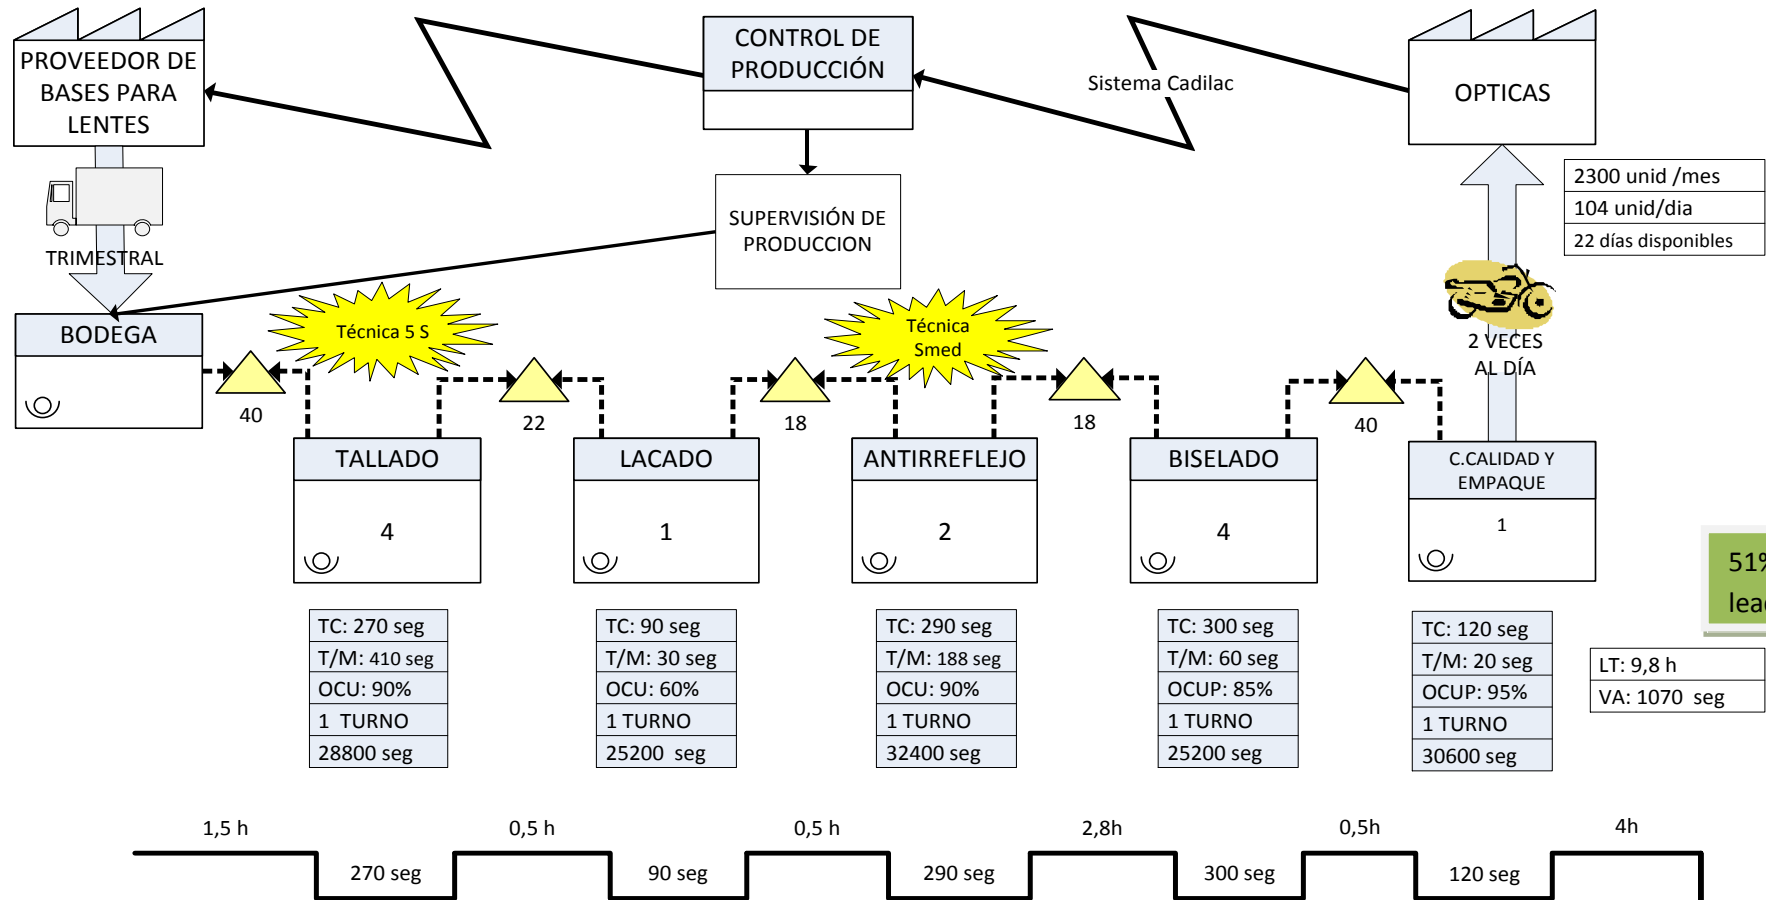 PROVEEDOR DE
BASES PARA
LENTES
CONTROL DE
PRODUCCIÓN
Sistema Cadilac
OPTICAS
2300 unid /mes
104 unid/dia
22 días disponibles
TRIMESTRAL
SUPERVISIÓN DE
PRODUCCION
2 VECES
AL DÍA
BODEGA
Técnica 5 S
Técnica
Smed
40
22
18
18
40
TALLADO
4
LACADO
1
ANTIRREFLEJO
2
BISELADO
4
C.CALIDAD Y
EMPAQUE
1
51%
lea
TC: 270 seg
T/M: 410 seg
OCU: 90%
1 TURNO
28800 seg
TC: 90 seg
T/M: 30 seg
OCU: 60%
1 TURNO
25200 seg
TC: 290 seg
T/M: 188 seg
OCU: 90%
1 TURNO
32400 seg
TC: 300 seg
T/M: 60 seg
OCUP: 85%
1 TURNO
25200 seg
TC: 120 seg
T/M: 20 seg
OCUP: 95%
1 TURNO
30600 seg
LT: 9,8 h
VA: 1070 seg
1,5 h
0,5 h
0,5 h
2,8h
0,5h
4h
270 seg
90 seg
290 seg
300 seg
120 seg